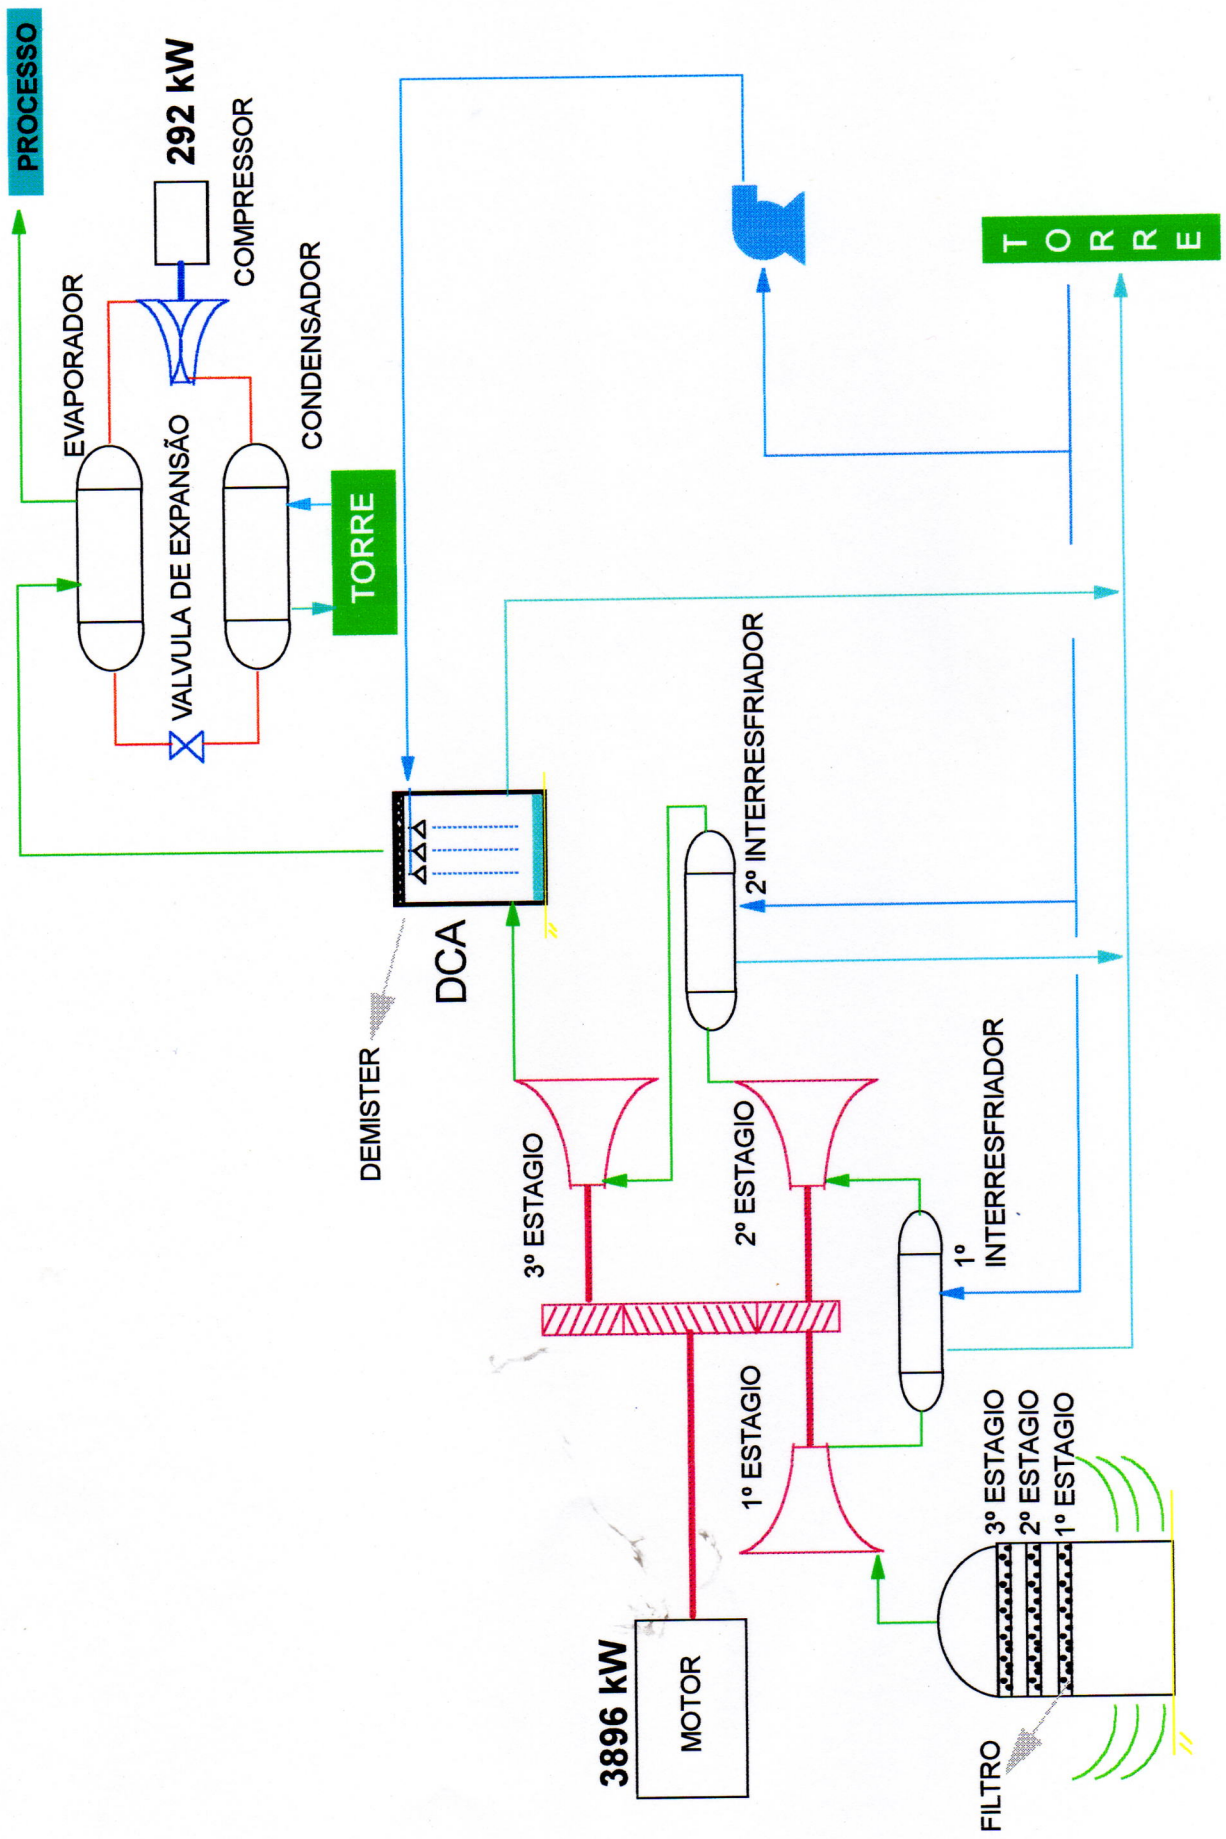 PROCESSO
292 kW
COMPRESSOR
EVAPORADOR
VALVULA DE EXPANSÃO
CONDENSADOR
TORRE
TORRE
DEMISTER
DCA
2º INTERRESFRIADOR
3º ESTAGIO
2º ESTAGIO
1º
INTERRESFRIADOR
1º ESTAGIO
3896 kW
MOTOR
3º ESTAGIO
2º ESTAGIO
1º ESTAGIO
FILTRO